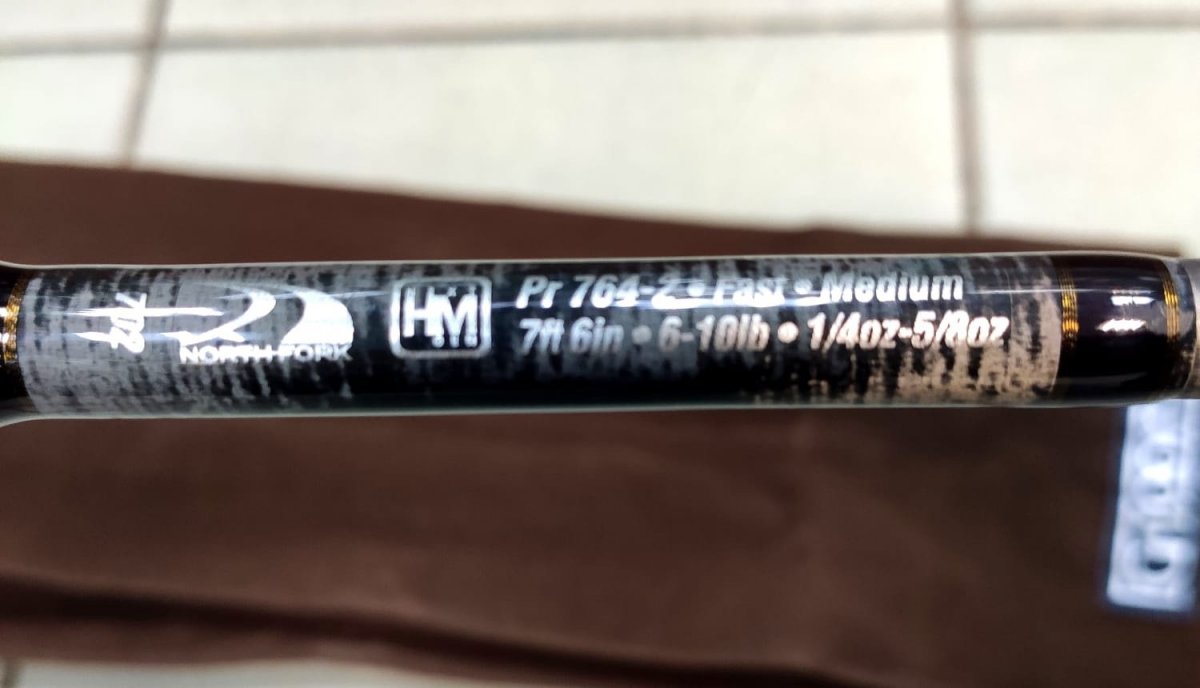 NORTH FORK
HM
Pr 764-2 • Fast • Medium
7ft 6in • 6-10lb • 1/4oz-5/8oz